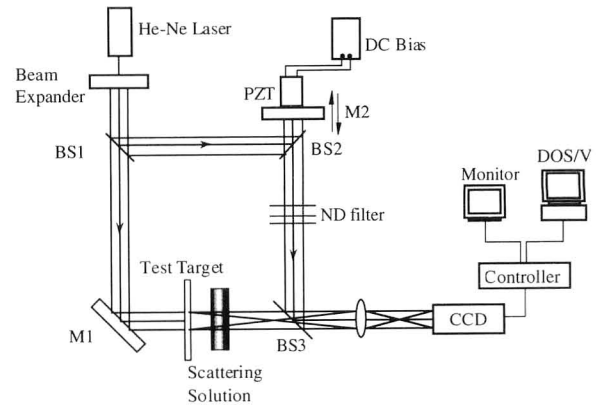 He-Ne Laser
DC Bias
Beam
Expander
PZT
M2
BS1
BS2
DOS/V
Monitor
ND filter
Test Target
Controller
M1
CCD
BS3
Scattering
Solution